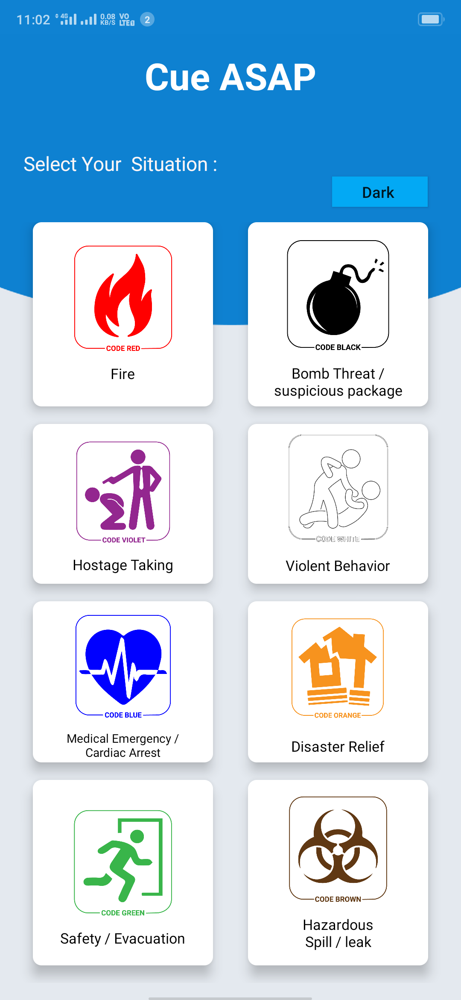 11:02 4G 0.08 KB/S VO LTE 2
Cue ASAP
Select Your  Situation :
Dark
CODE RED
Fire
CODE BLACK
Bomb Threat /
suspicious package
CODE VIOLET
Hostage Taking
CODE WHITE
Violent Behavior
CODE BLUE
Medical Emergency /
Cardiac Arrest
CODE ORANGE
Disaster Relief
CODE GREEN
Safety / Evacuation
CODE BROWN
Hazardous
Spill / leak